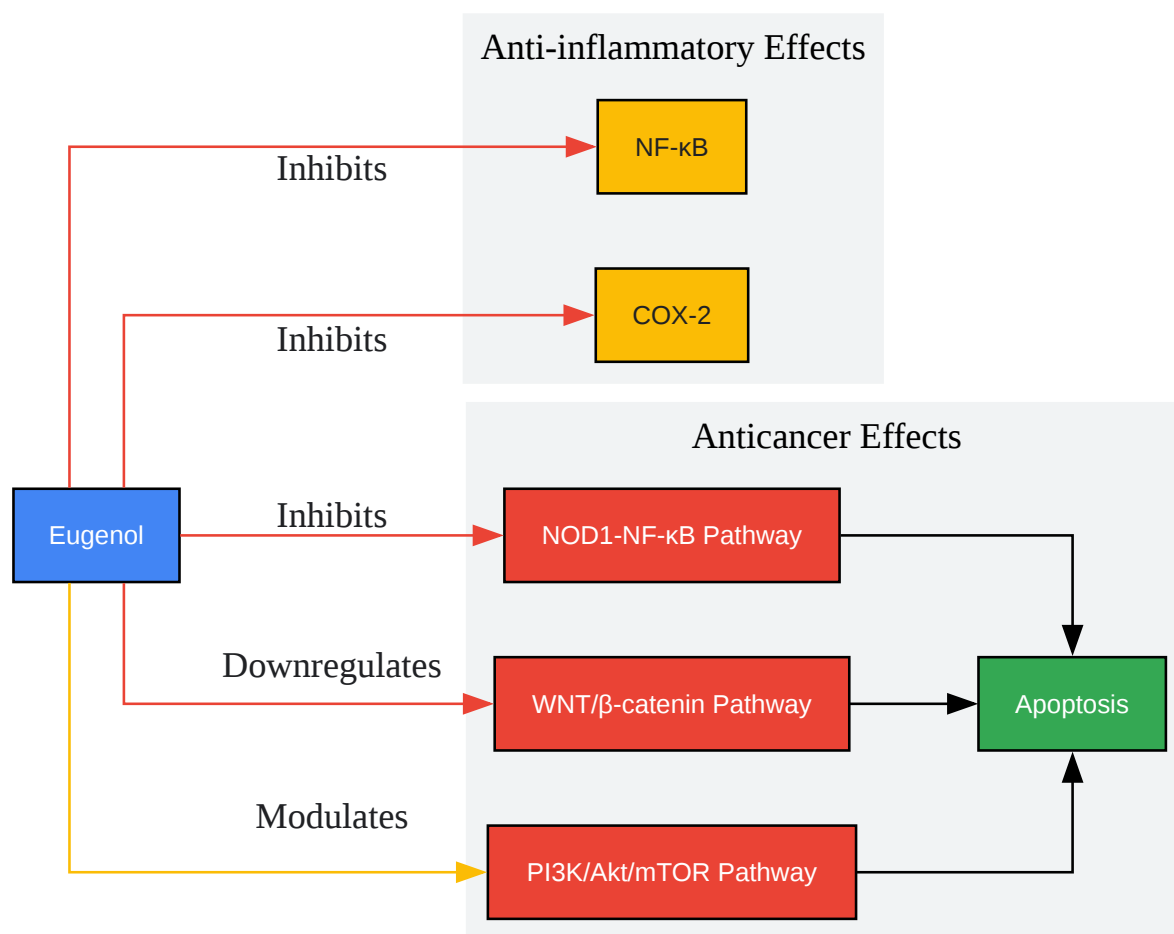 Anti-inflammatory Effects
NF-κB
Inhibits
COX-2
Inhibits
Anticancer Effects
Eugenol
Inhibits
NOD1-NF-κB Pathway
Downregulates
WNT/β-catenin Pathway
Apoptosis
Modulates
PI3K/Akt/mTOR Pathway